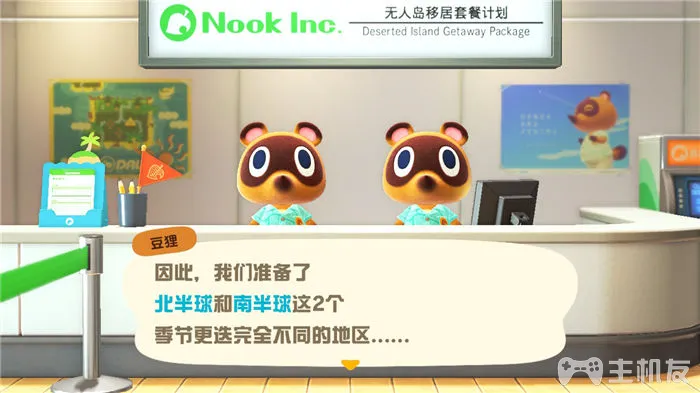 Nook Inc.
无人岛移居套餐计划
Deserted Island Getaway Package
DAL
豆狸
因此，我们准备了
北半球和南半球这2个
季节更迭完全不同的地区……
主机友